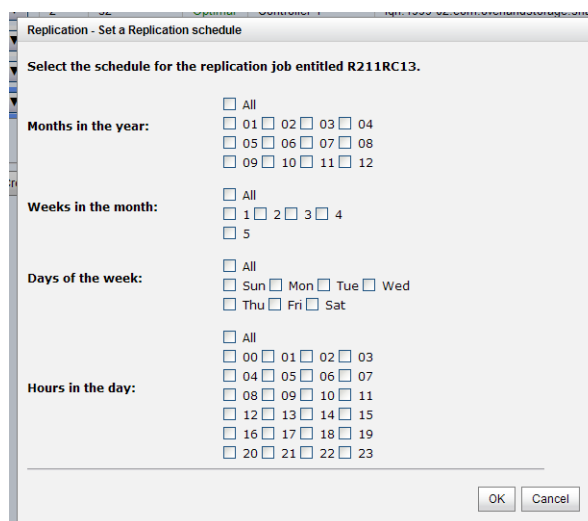 Replication - Set a Replication schedule
Select the schedule for the replication job entitled R211RC13.
Months in the year:
All
01 02 03 04
05 06 07 08
09 10 11 12
Weeks in the month:
All
1 2 3 4
5
Days of the week:
All
Sun Mon Tue Wed
Thu Fri Sat
Hours in the day:
All
00 01 02 03
04 05 06 07
08 09 10 11
12 13 14 15
16 17 18 19
20 21 22 23
OK Cancel